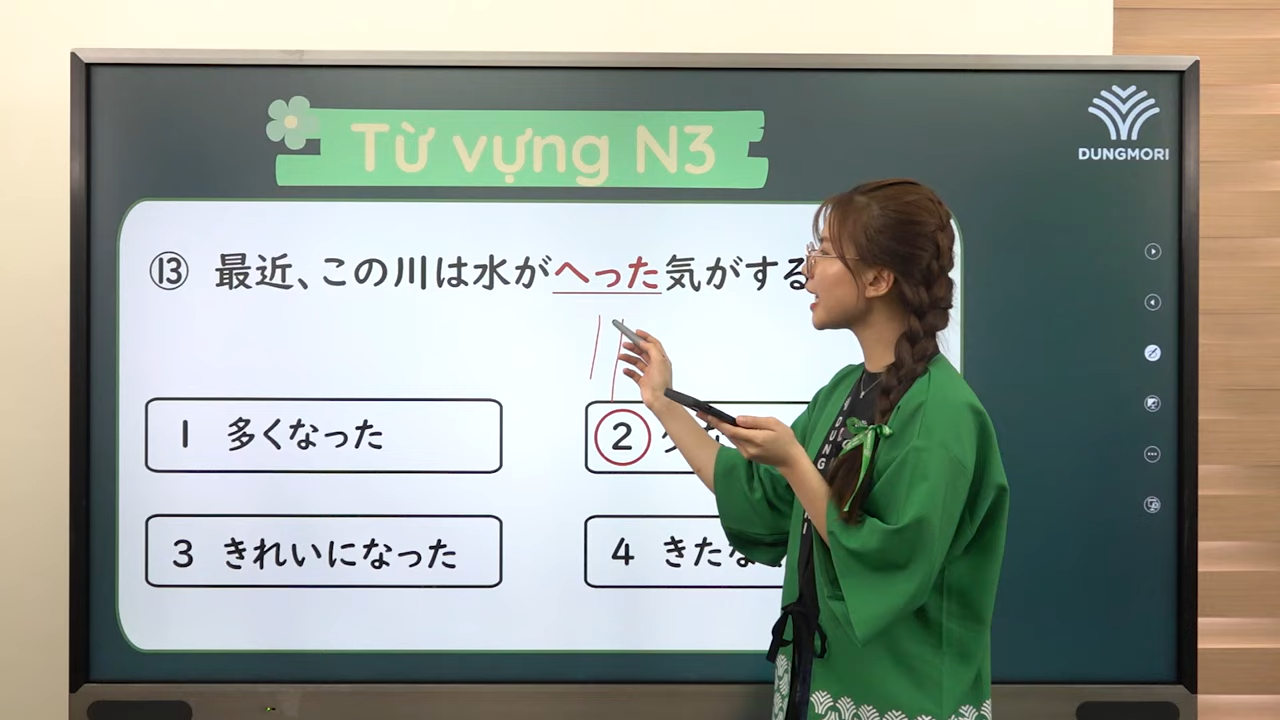 Từ vựng N3
DUNGMORI
⑬ 最近、この川は水がへった気がする
1 多くなった
2
3 きれいになった
4 きたな
DUNG